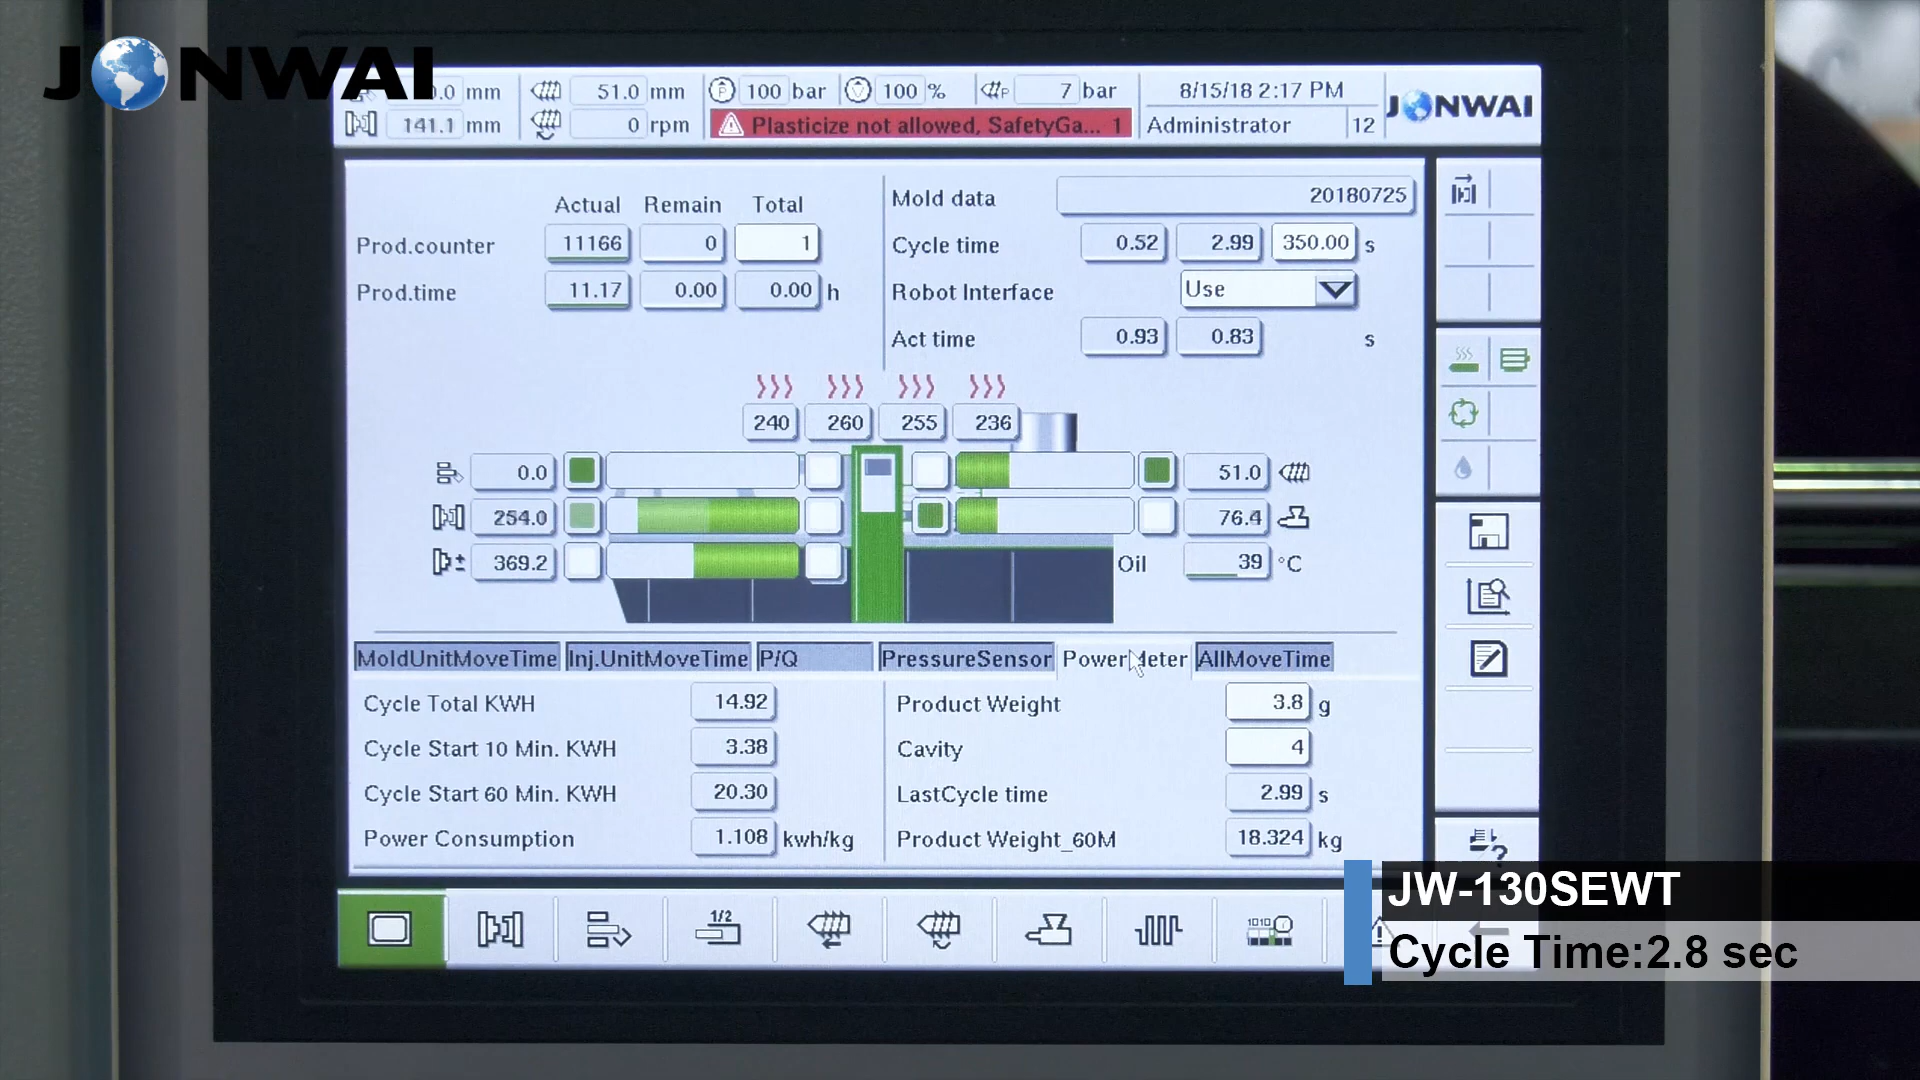 JONWAI
0.0 mm 51.0 mm P 100 bar 100 % P 7 bar 8/15/18 2:17 PM JONWAI
141.1 mm 0 rpm Plasticize not allowed, SafetyGa... 1 Administrator 12
Actual Remain Total
Prod.counter 11166 0 1
Prod.time 11.17 0.00 0.00 h
Mold data 20180725
Cycle time 0.52 2.99 350.00 s
Robot Interface Use
Act time 0.93 0.83 s
240 260 255 236
0.0 51.0
254.0 76.4
369.2 Oil 39 °C
MoldUnitMoveTime Inj.UnitMoveTime P/Q PressureSensor PowerMeter AllMoveTime
Cycle Total KWH 14.92
Cycle Start 10 Min. KWH 3.38
Cycle Start 60 Min. KWH 20.30
Power Consumption 1.108 kwh/kg
Product Weight 3.8 g
Cavity 4
LastCycle time 2.99 s
Product Weight_60M 18.324 kg
?
1/2 1010
JW-130SEWT
Cycle Time:2.8 sec